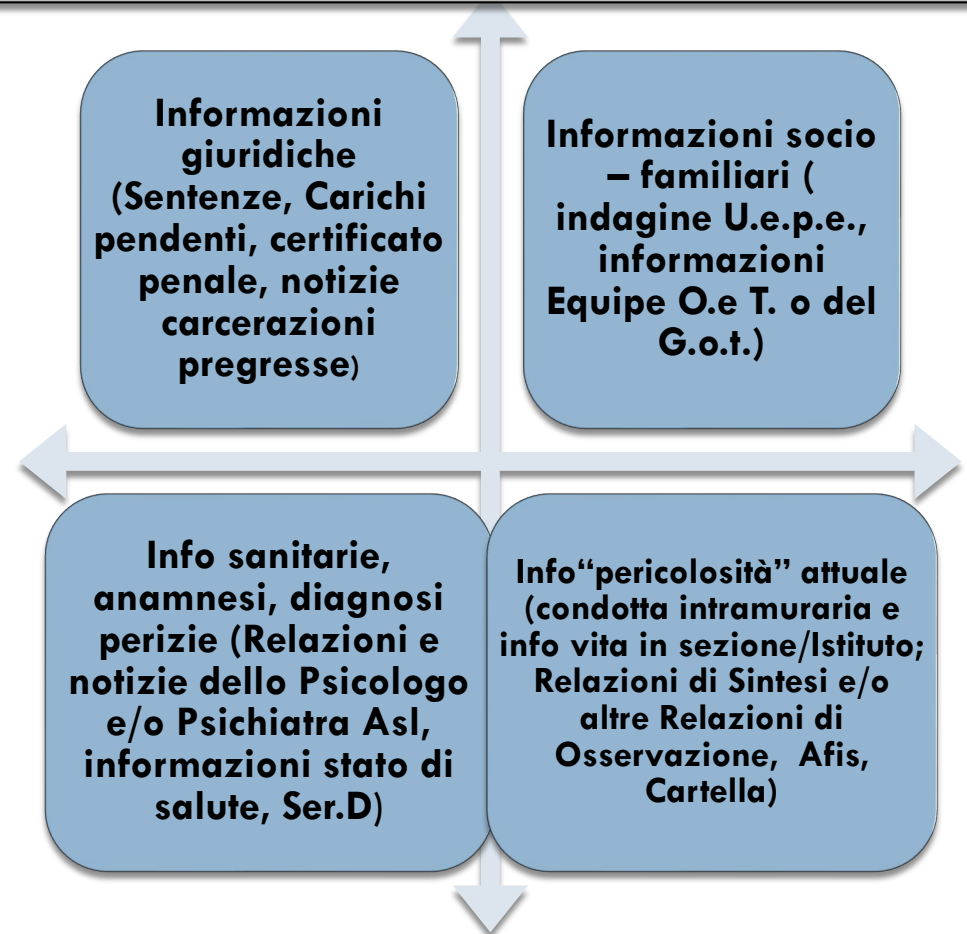 Informazioni
giuridiche
(Sentenze, Carichi
pendenti, certificato
penale, notizie
carcerazioni
pregresse)
Informazioni socio
– familiari (
indagine U.e.p.e.,
informazioni
Equipe O.e T. o del
G.o.t.)
Info sanitarie,
anamnesi, diagnosi
perizie (Relazioni e
notizie dello Psicologo
e/o Psichiatra Asl,
informazioni stato di
salute, Ser.D)
Info“pericolosità” attuale
(condotta intramuraria e
info vita in sezione/Istituto;
Relazioni di Sintesi e/o
altre Relazioni di
Osservazione, Afis,
Cartella)